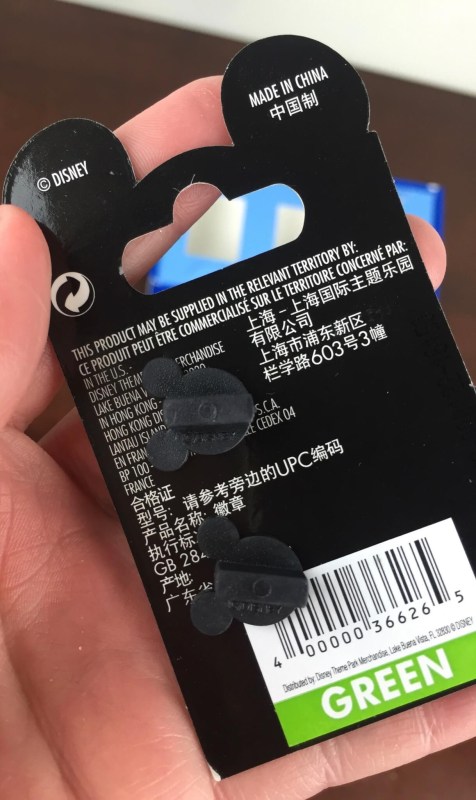 © DISNEY
MADE IN CHINA
中国制
THIS PRODUCT MAY BE SUPPLIED IN THE RELEVANT TERRITORY BY:
CE PRODUIT PEUT ÊTRE COMMERCIALISÉ SUR LE TERRITOIRE CONCERNÉ PAR:
IN THE U.S. -
DISNEY THEM MERCHANDISE
LAKE BUENA
IN HONG KONG -
HONG KONG
LANTAU ISLAN
EN FRAN S.C.A.
BP 100 CEDEX 04
FRANCE
上海 - 上海国际主题乐园
有限公司
上海市浦东新区
栏学路603号3幢
合格证
型号: 请参考旁边的UPC编码
产品名称: 徽章
执行标
GB 284
产地:
广东省
4 00000 36626 5
Distributed by: Disney Theme Park Merchandise, Lake Buena Vista, FL 32830 © DISNEY
GREEN